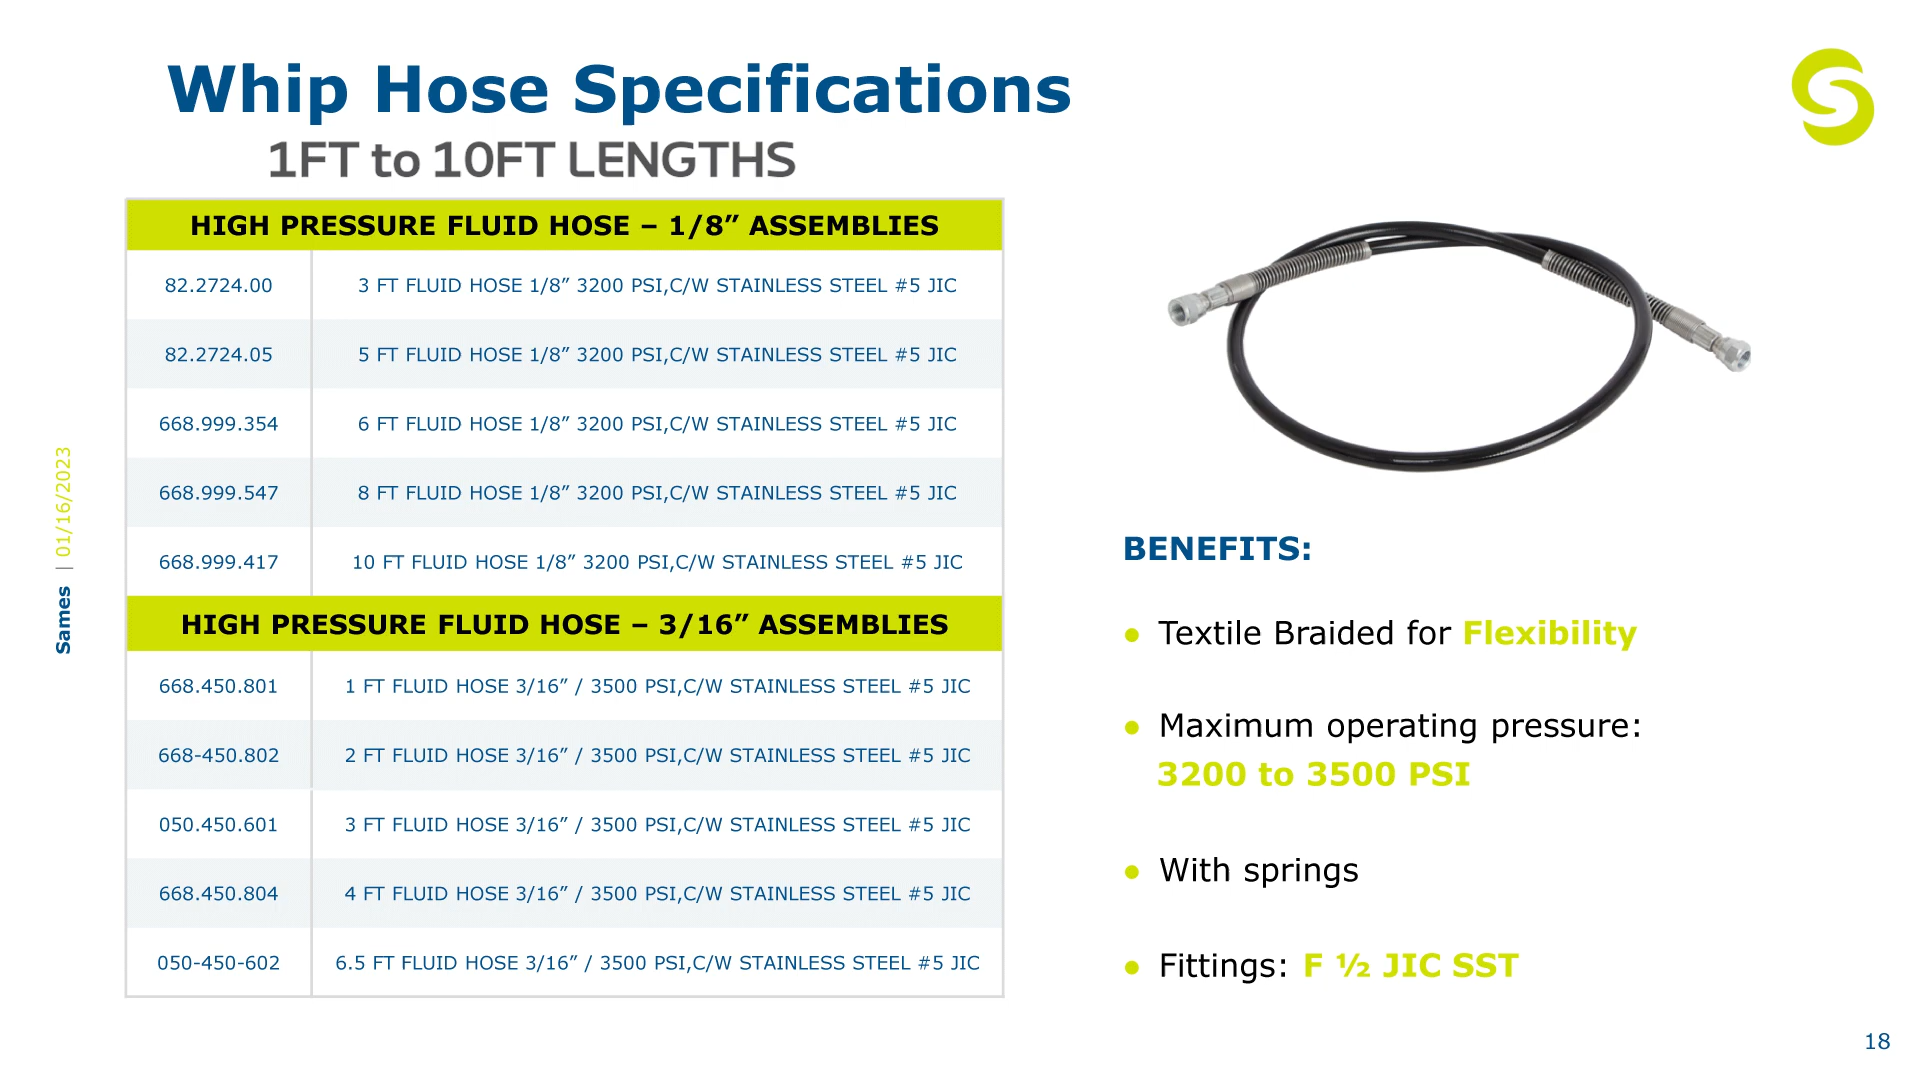 Whip Hose Specifications
1FT to 10FT LENGTHS
HIGH PRESSURE FLUID HOSE – 1/8” ASSEMBLIES
82.2724.00 3 FT FLUID HOSE 1/8” 3200 PSI,C/W STAINLESS STEEL #5 JIC
82.2724.05 5 FT FLUID HOSE 1/8” 3200 PSI,C/W STAINLESS STEEL #5 JIC
668.999.354 6 FT FLUID HOSE 1/8” 3200 PSI,C/W STAINLESS STEEL #5 JIC
668.999.547 8 FT FLUID HOSE 1/8” 3200 PSI,C/W STAINLESS STEEL #5 JIC
668.999.417 10 FT FLUID HOSE 1/8” 3200 PSI,C/W STAINLESS STEEL #5 JIC
HIGH PRESSURE FLUID HOSE – 3/16” ASSEMBLIES
668.450.801 1 FT FLUID HOSE 3/16” / 3500 PSI,C/W STAINLESS STEEL #5 JIC
668-450.802 2 FT FLUID HOSE 3/16” / 3500 PSI,C/W STAINLESS STEEL #5 JIC
050.450.601 3 FT FLUID HOSE 3/16” / 3500 PSI,C/W STAINLESS STEEL #5 JIC
668.450.804 4 FT FLUID HOSE 3/16” / 3500 PSI,C/W STAINLESS STEEL #5 JIC
050-450-602 6.5 FT FLUID HOSE 3/16” / 3500 PSI,C/W STAINLESS STEEL #5 JIC
BENEFITS:
● Textile Braided for Flexibility
● Maximum operating pressure:
3200 to 3500 PSI
● With springs
● Fittings: F ½ JIC SST
Sames | 01/16/2023
18